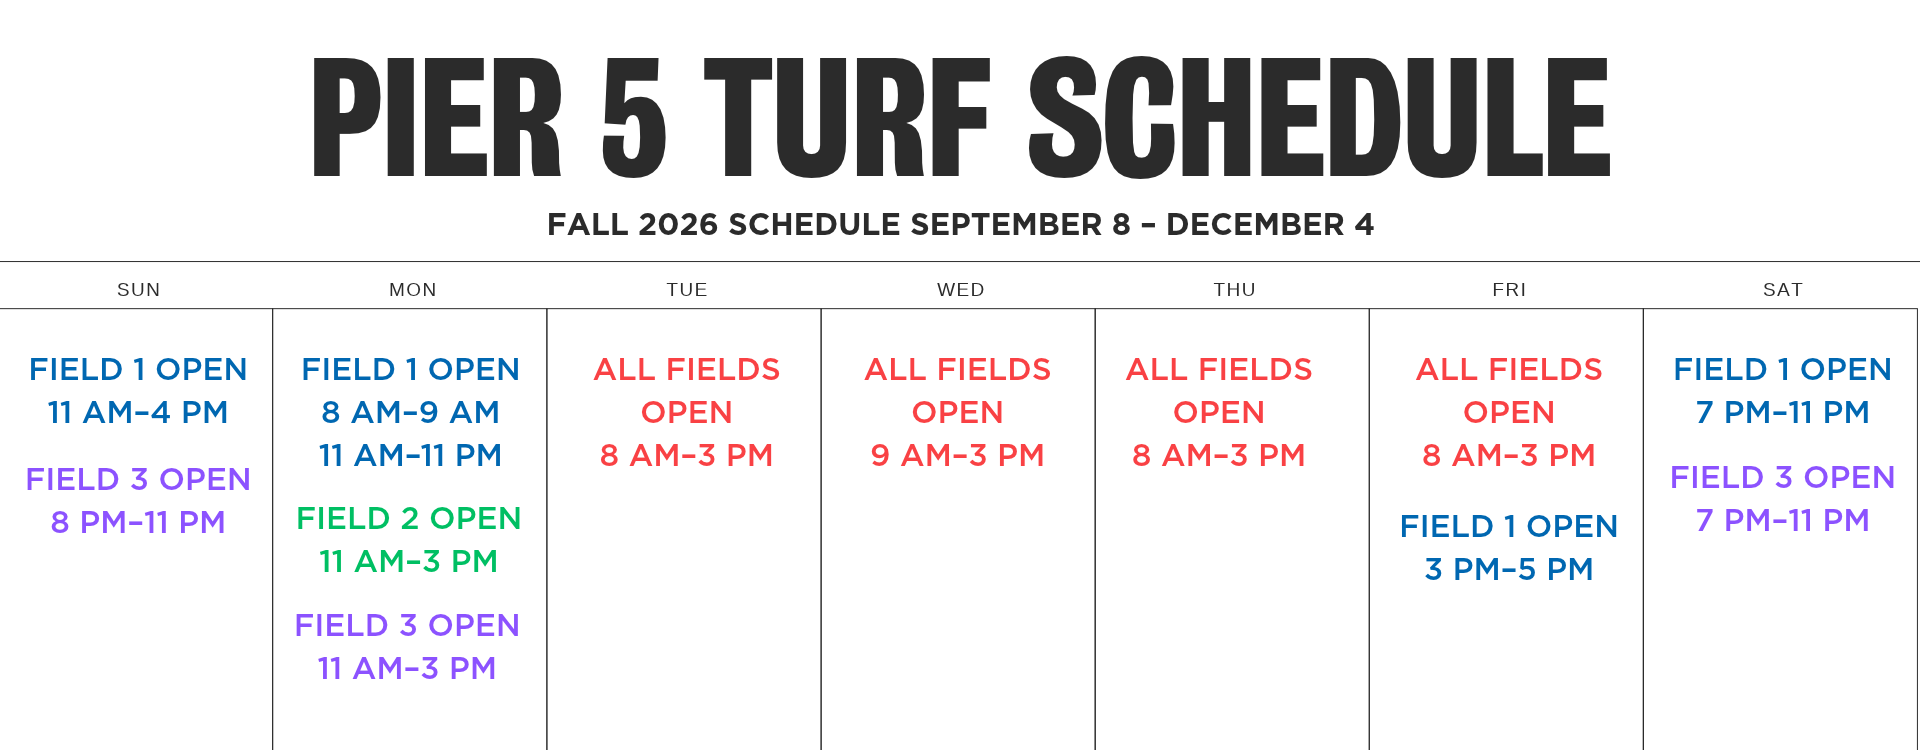 PIER 5 TURF SCHEDULE
FALL 2026 SCHEDULE SEPTEMBER 8 – DECEMBER 4
SUN
MON
TUE
WED
THU
FRI
SAT
FIELD 1 OPEN
11 AM–4 PM
FIELD 3 OPEN
8 PM–11 PM
FIELD 1 OPEN
8 AM–9 AM
11 AM–11 PM
FIELD 2 OPEN
11 AM–3 PM
FIELD 3 OPEN
11 AM–3 PM
ALL FIELDS
OPEN
8 AM–3 PM
ALL FIELDS
OPEN
9 AM–3 PM
ALL FIELDS
OPEN
8 AM–3 PM
ALL FIELDS
OPEN
8 AM–3 PM
FIELD 1 OPEN
3 PM–5 PM
FIELD 1 OPEN
7 PM–11 PM
FIELD 3 OPEN
7 PM–11 PM